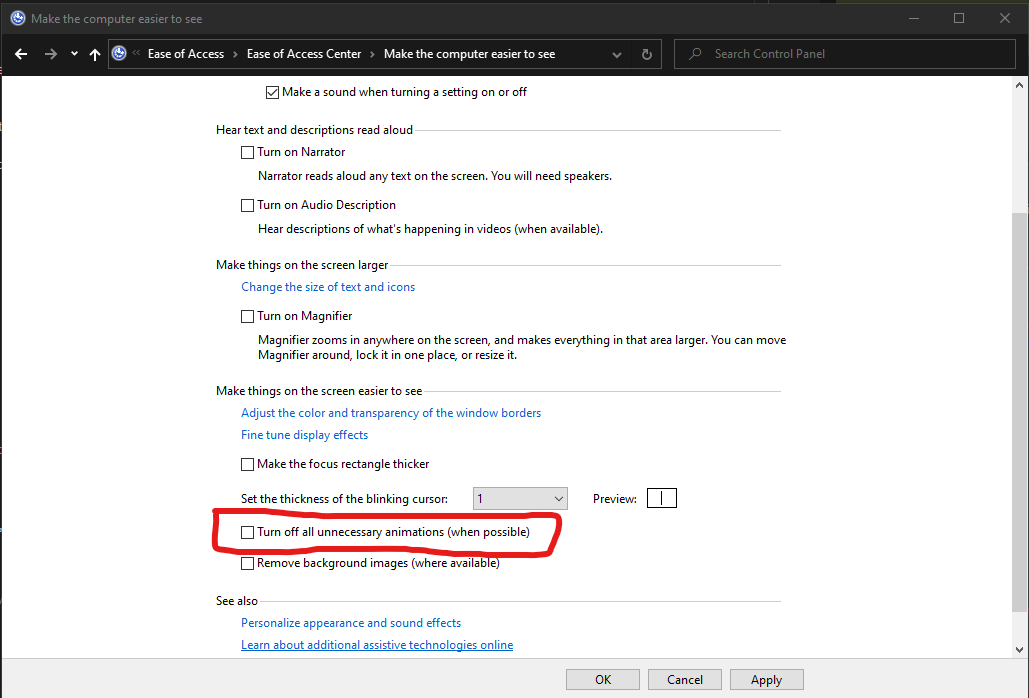 Make the computer easier to see
Ease of Access > Ease of Access Center > Make the computer easier to see
Search Control Panel
Make a sound when turning a setting on or off
Hear text and descriptions read aloud
Turn on Narrator
Narrator reads aloud any text on the screen. You will need speakers.
Turn on Audio Description
Hear descriptions of what's happening in videos (when available).
Make things on the screen larger
Change the size of text and icons
Turn on Magnifier
Magnifier zooms in anywhere on the screen, and makes everything in that area larger. You can move
Magnifier around, lock it in one place, or resize it.
Make things on the screen easier to see
Adjust the color and transparency of the window borders
Fine tune display effects
Make the focus rectangle thicker
Set the thickness of the blinking cursor: 1 Preview:
Turn off all unnecessary animations (when possible)
Remove background images (where available)
See also
Personalize appearance and sound effects
Learn about additional assistive technologies online
OK Cancel Apply